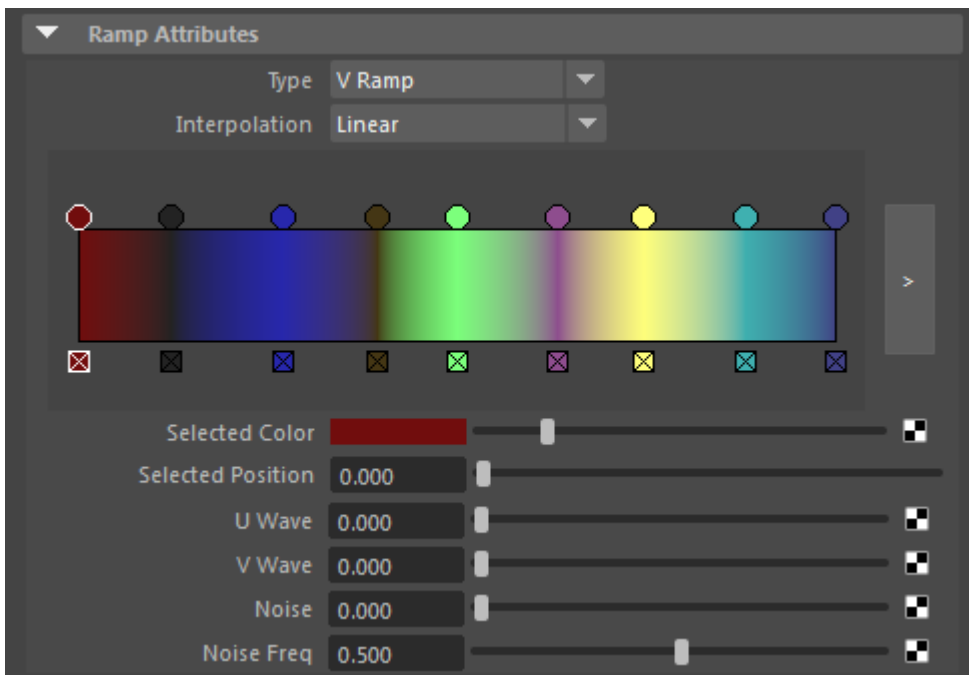 Ramp Attributes
Type V Ramp
Interpolation Linear
>
Selected Color
Selected Position 0.000
U Wave 0.000
V Wave 0.000
Noise 0.000
Noise Freq 0.500